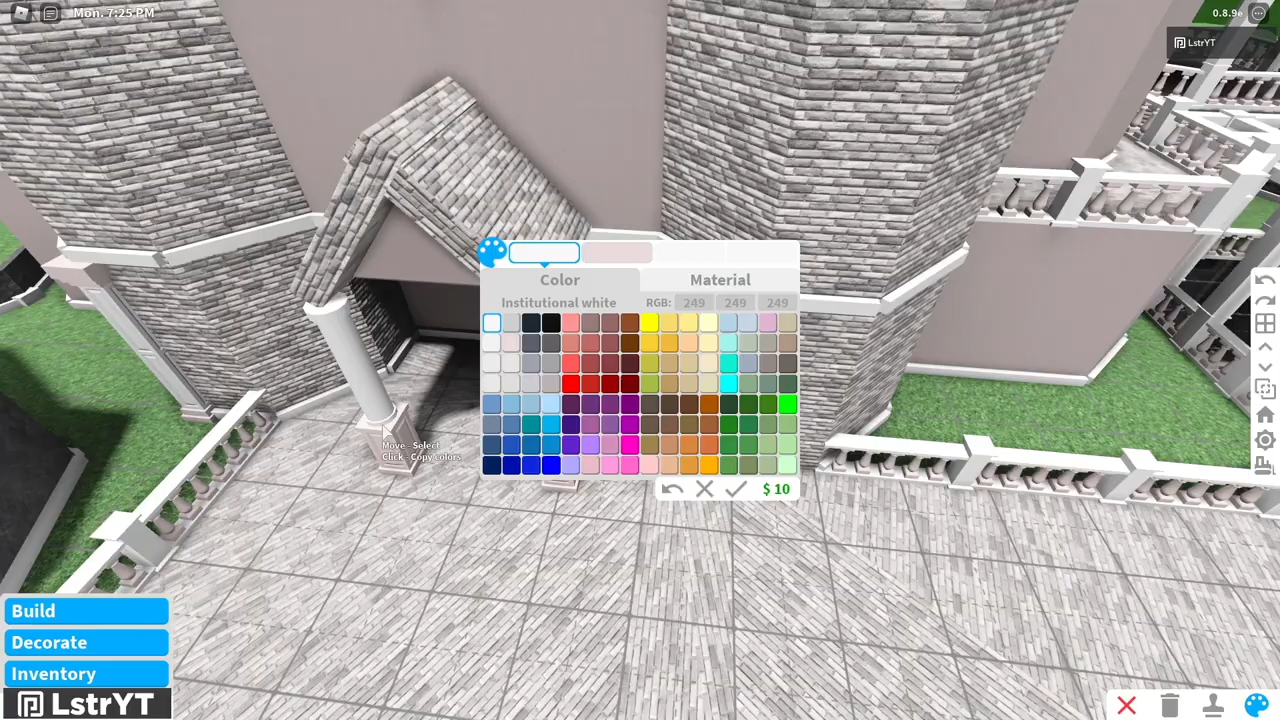 Mon. 7:25 PM
0.8.9e
LstrYT
Color
Material
Institutional white
RGB: 249 249 249
Move - Select
Click - Copy colors
$ 10
Build
Decorate
Inventory
LstrYT